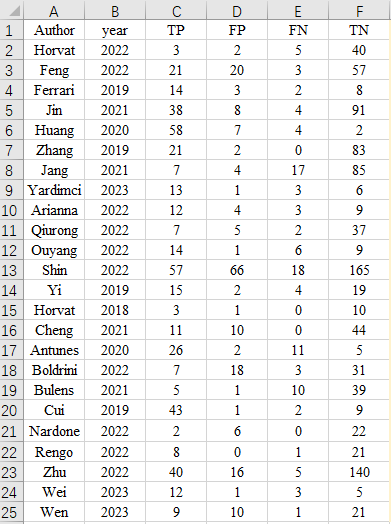 A B C D E F
1 Author year TP FP FN TN
2 Horvat 2022 3 2 5 40
3 Feng 2022 21 20 3 57
4 Ferrari 2019 14 3 2 8
5 Jin 2021 38 8 4 91
6 Huang 2020 58 7 4 2
7 Zhang 2019 21 2 0 83
8 Jang 2021 7 4 17 85
9 Yardimci 2023 13 1 3 6
10 Arianna 2022 12 4 3 9
11 Qiurong 2022 7 5 2 37
12 Ouyang 2022 14 1 6 9
13 Shin 2022 57 66 18 165
14 Yi 2019 15 2 4 19
15 Horvat 2018 3 1 0 10
16 Cheng 2021 11 10 0 44
17 Antunes 2020 26 2 11 5
18 Boldrini 2022 7 18 3 31
19 Bulens 2021 5 1 10 39
20 Cui 2019 43 1 2 9
21 Nardone 2022 2 6 0 22
22 Rengo 2022 8 0 1 21
23 Zhu 2022 40 16 5 140
24 Wei 2023 12 1 3 5
25 Wen 2023 9 10 1 21